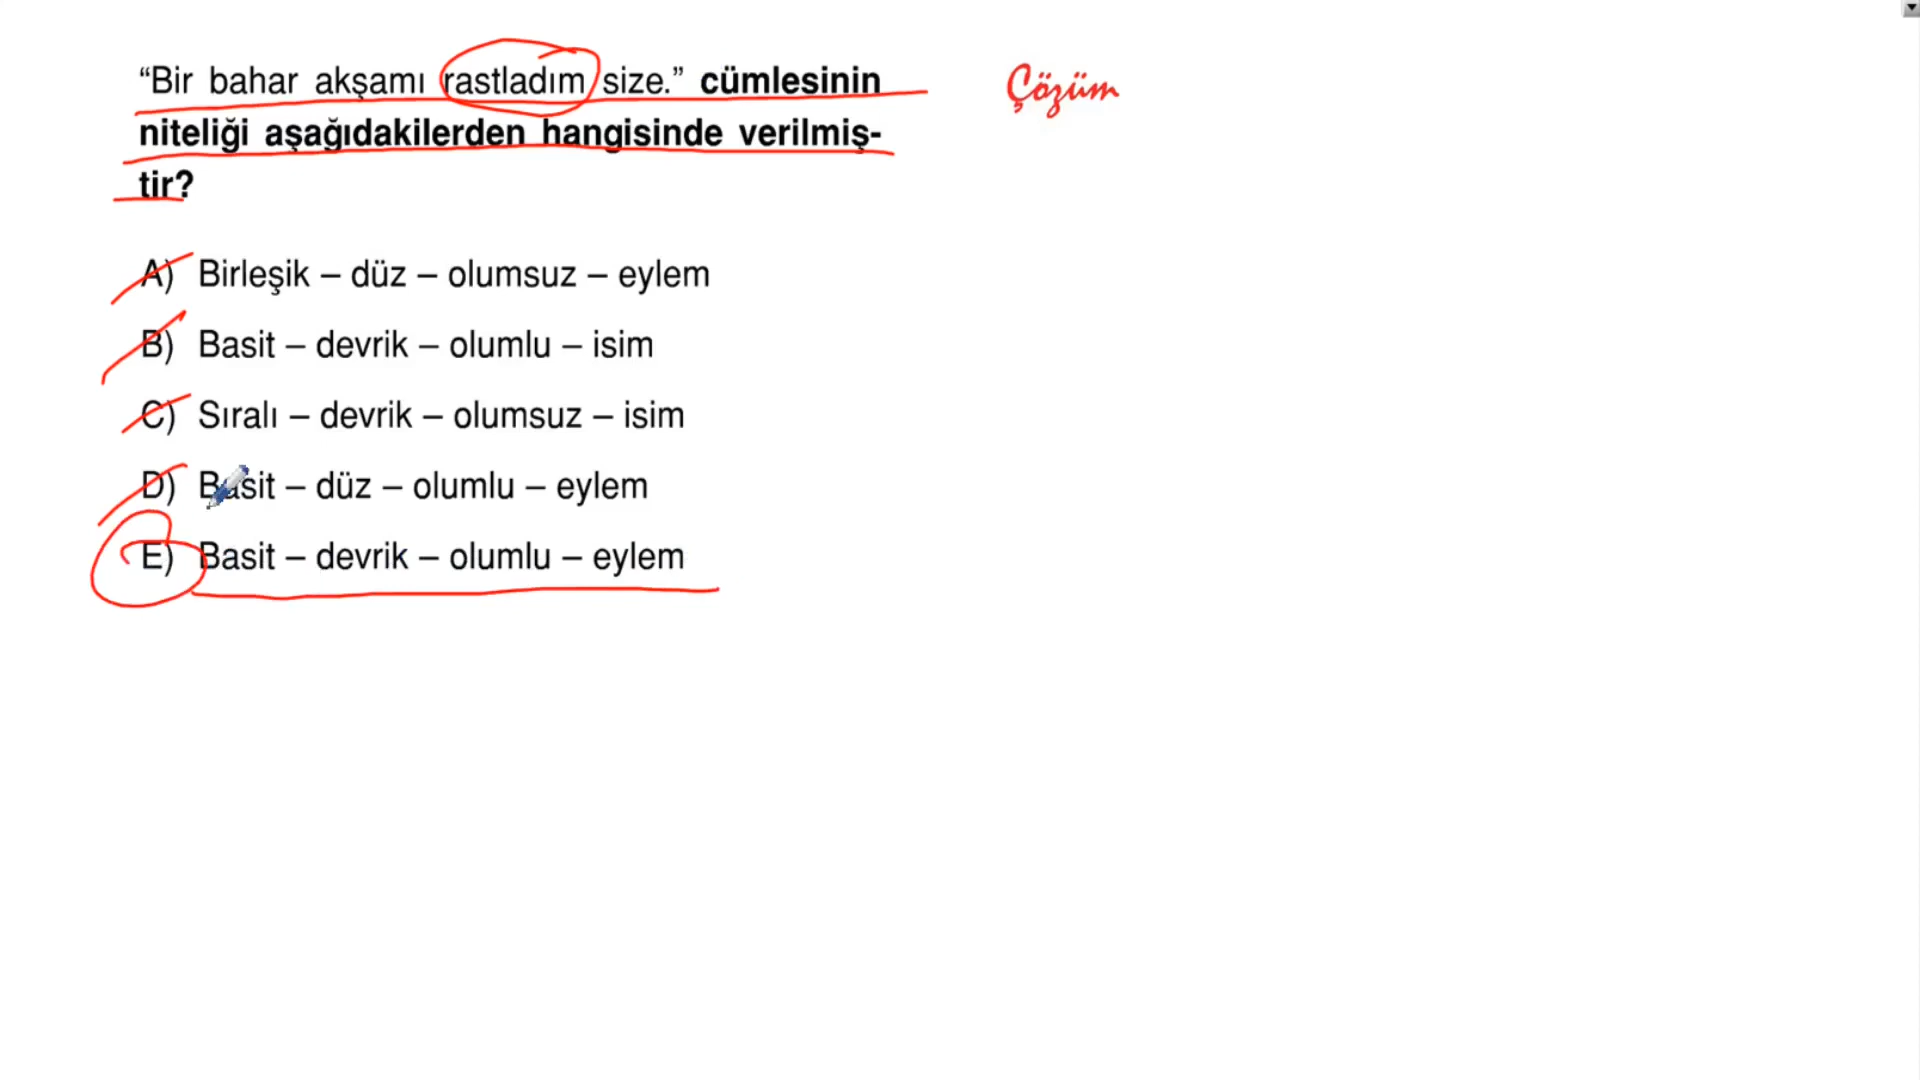 “Bir bahar akşamı rastladım size.” cümlesinin
niteliği aşağıdakilerden hangisinde verilmiş-
tir?
Çözüm
A) Birleşik – düz – olumsuz – eylem
B) Basit – devrik – olumlu – isim
C) Sıralı – devrik – olumsuz – isim
D) Basit – düz – olumlu – eylem
E) Basit – devrik – olumlu – eylem